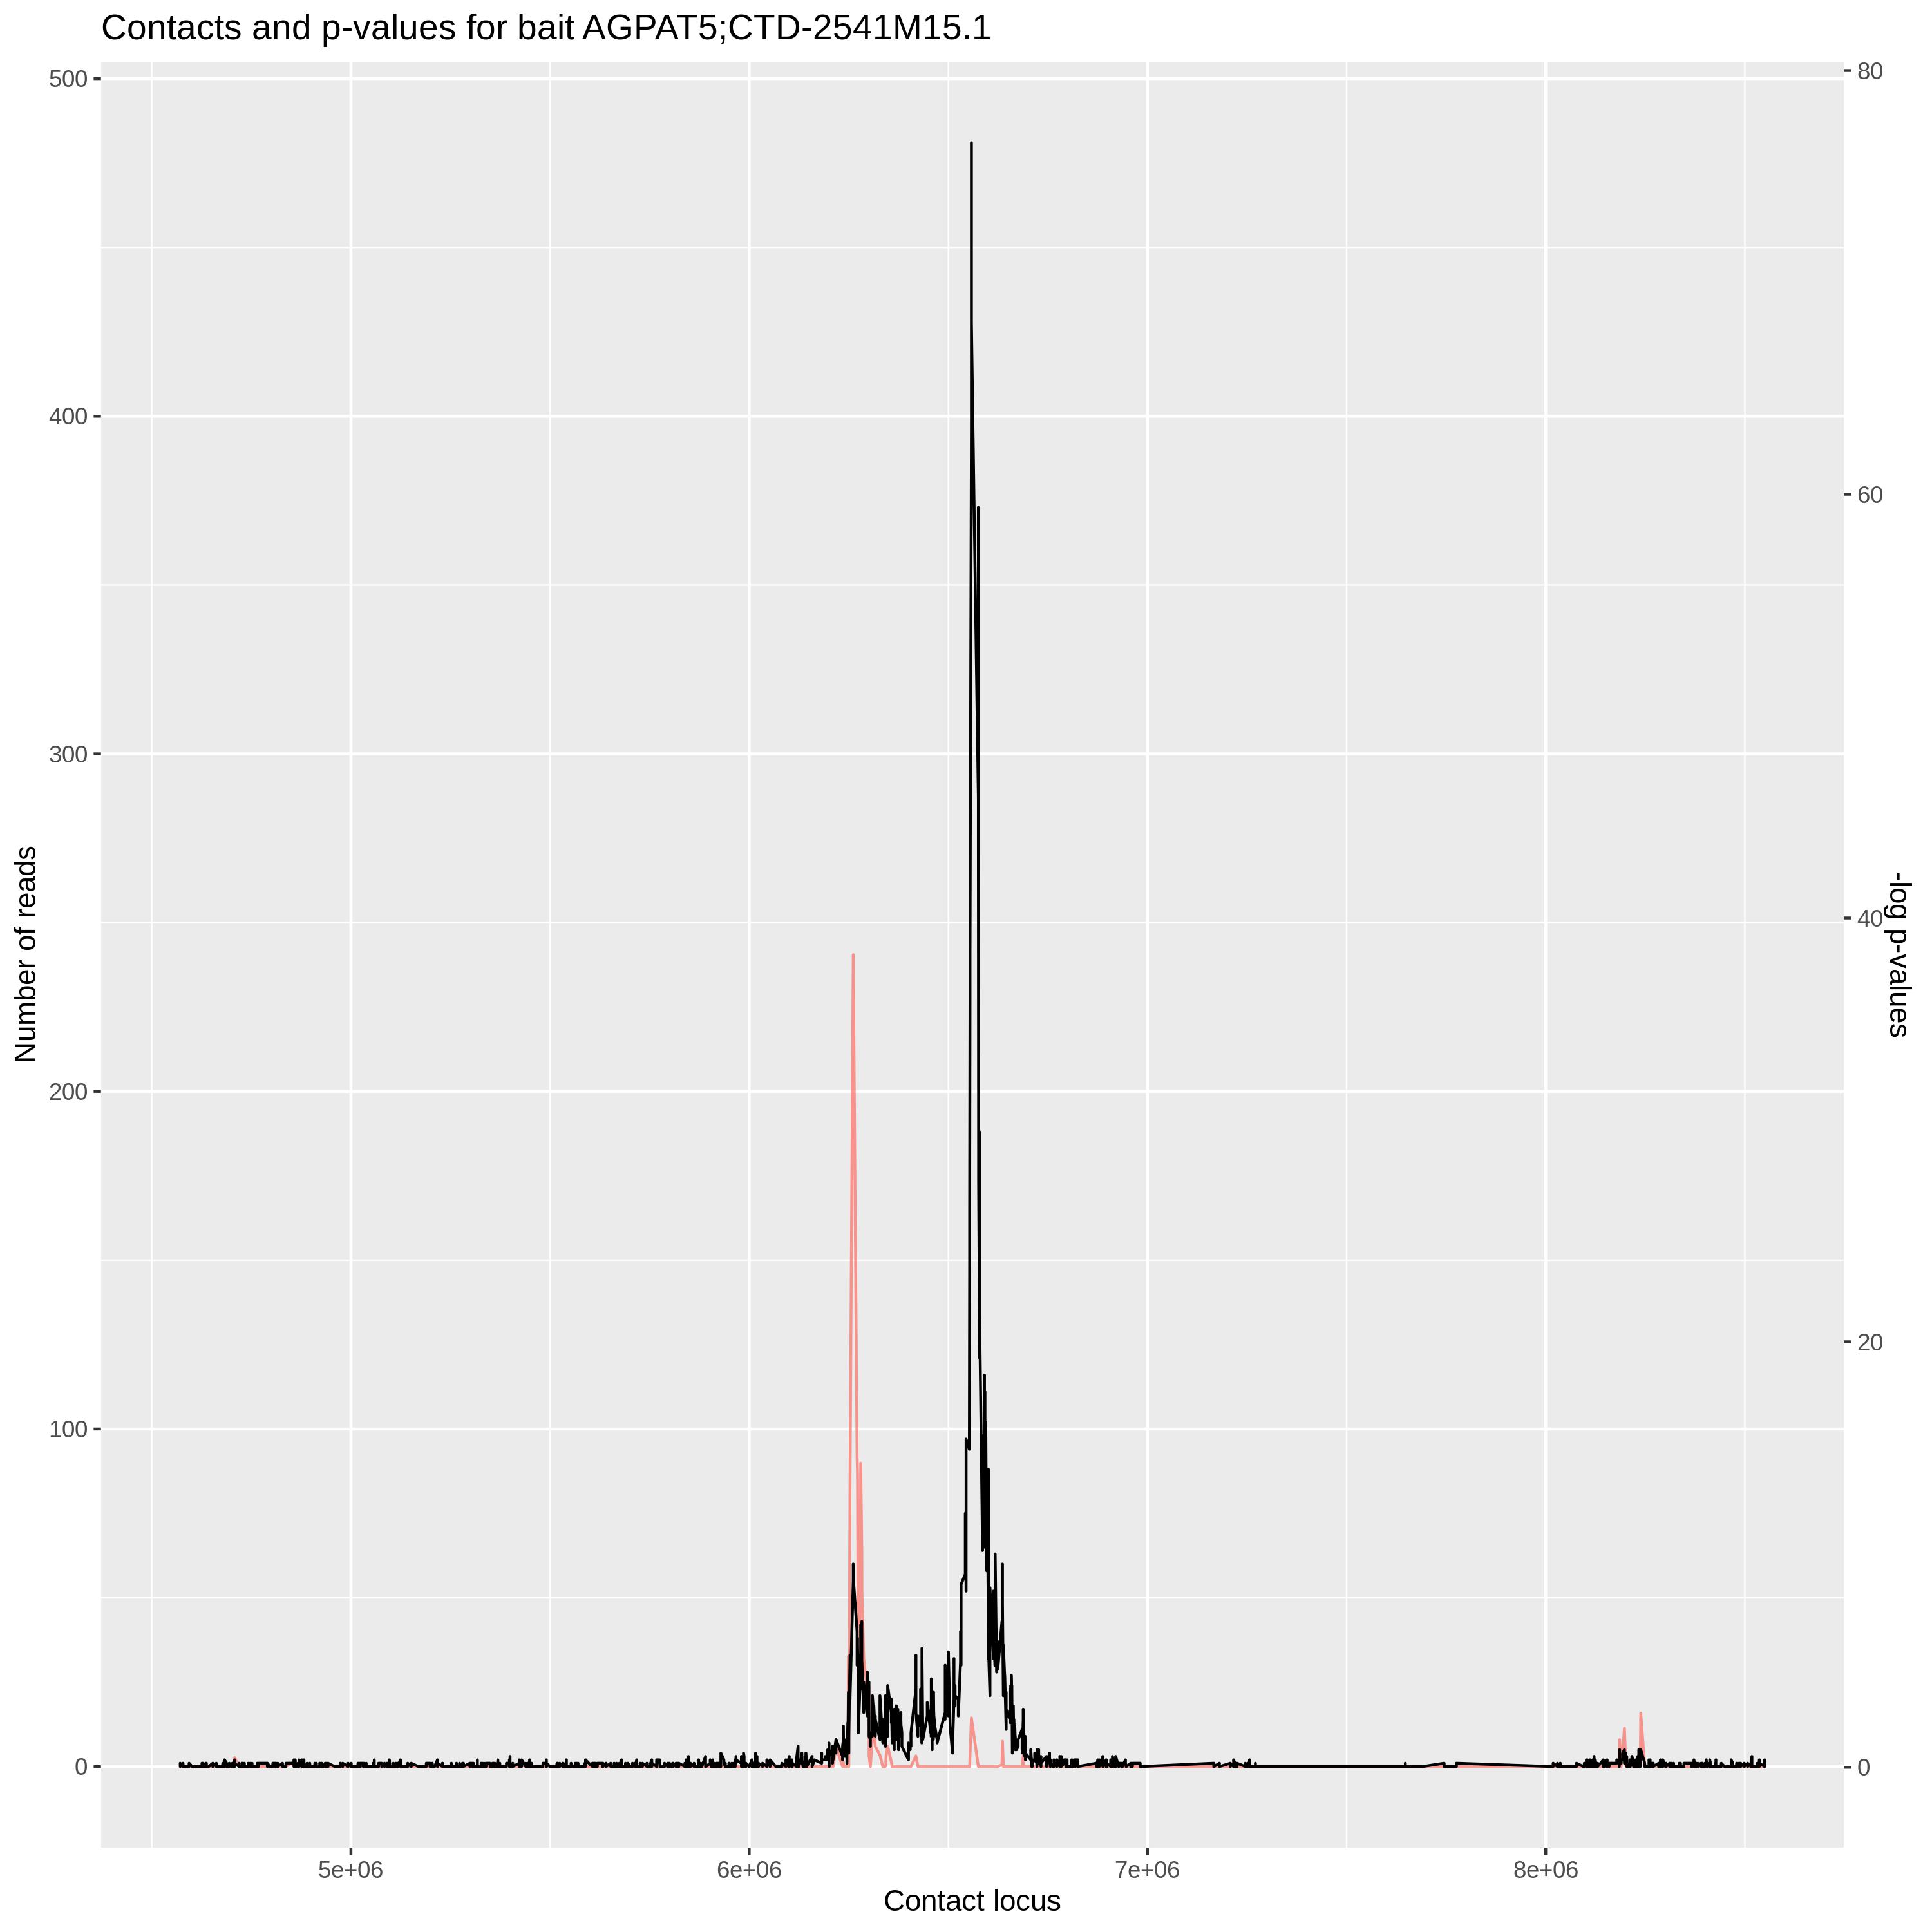 Contacts and p-values for bait AGPAT5;CTD-2541M15.1
500
400
300
200
100
0
Number of reads
80
60
40
20
0
-log p-values
5e+06
6e+06
7e+06
8e+06
Contact locus